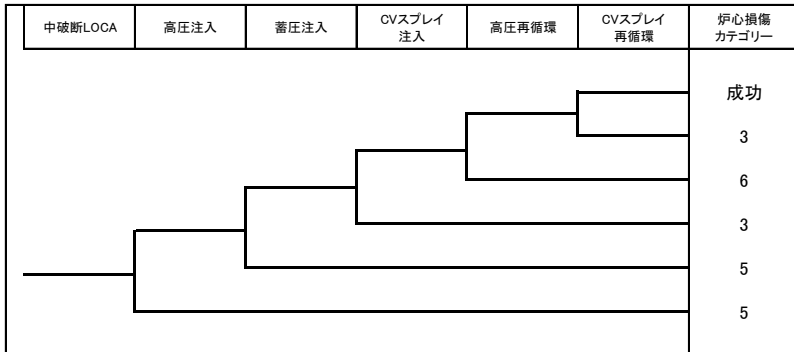 中破断LOCA
高圧注入
蓄圧注入
CVスプレイ
注入
高圧再循環
CVスプレイ
再循環
炉心損傷
カテゴリー
成功
3
6
3
5
5